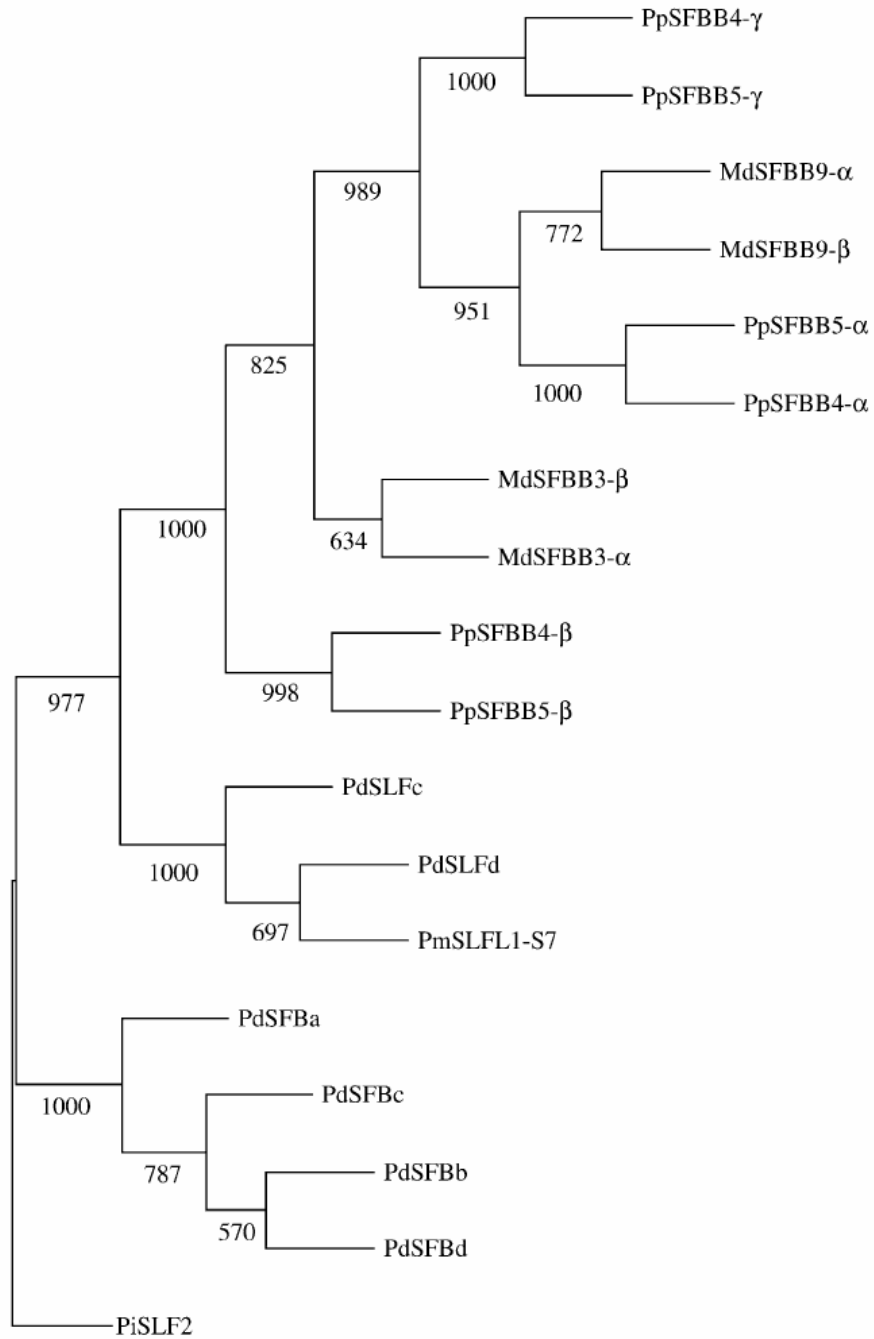 PpSFBB4-γ
1000
PpSFBB5-γ
MdSFBB9-α
989
772
MdSFBB9-β
951
PpSFBB5-α
825
1000
PpSFBB4-α
MdSFBB3-β
1000
634
MdSFBB3-α
PpSFBB4-β
998
977
PpSFBB5-β
PdSLFc
1000
PdSLFd
697
PmSLFL1-S7
PdSFBa
1000
PdSFBc
787
PdSFBb
570
PdSFBd
PiSLF2